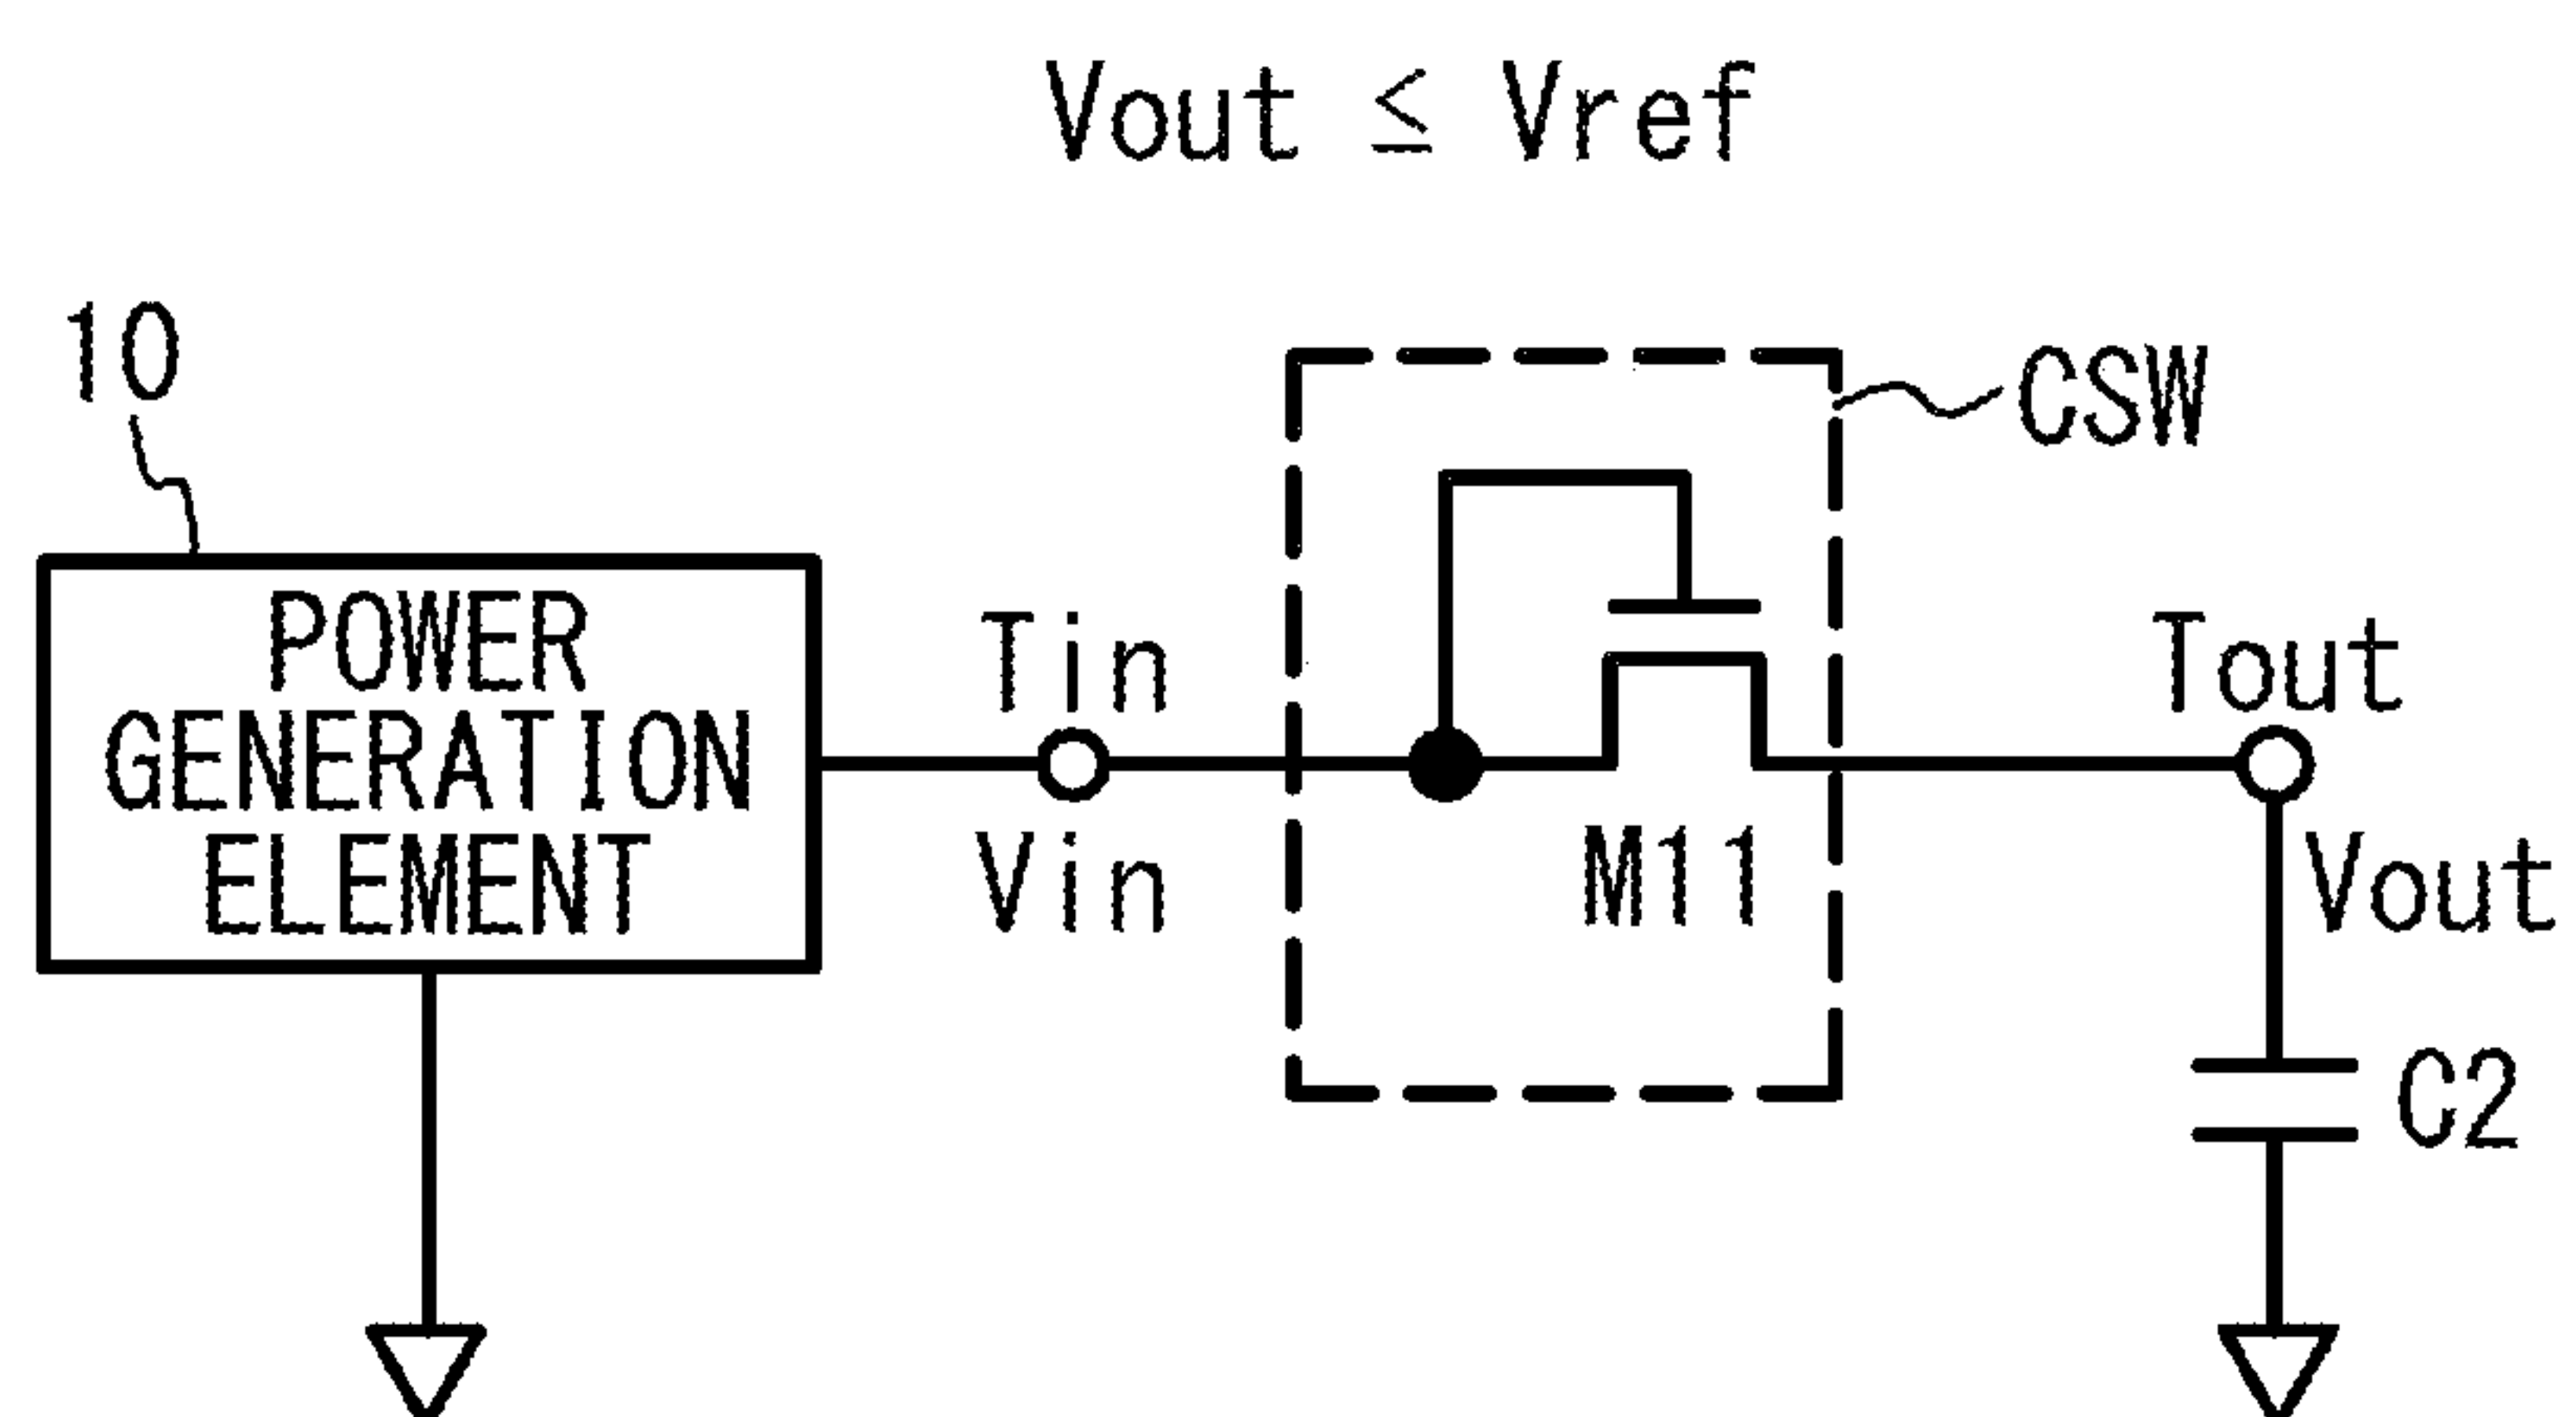 Vout ≤ Vref
10
CSW
POWER
GENERATION
ELEMENT
Tin
Vin
M11
Tout
Vout
C2